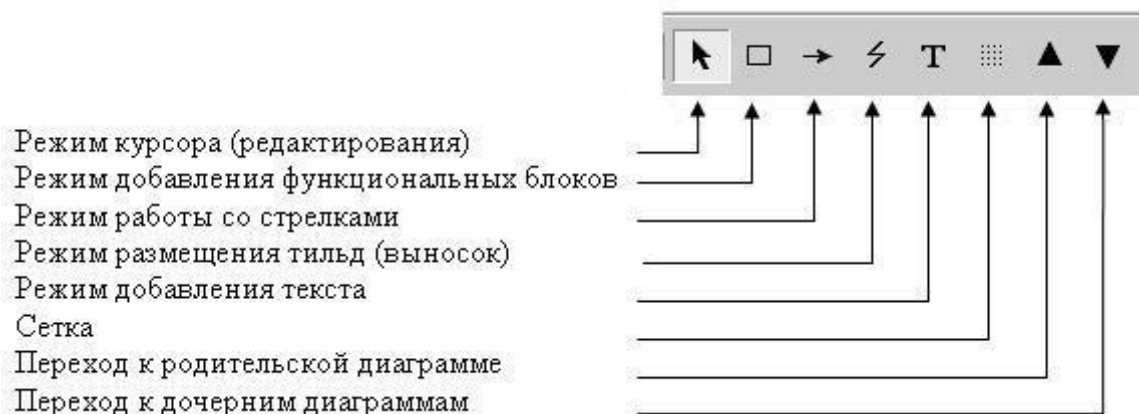 Режим курсора (редактирования)
Режим добавления функциональных блоков
Режим работы со стрелками
Режим размещения тильд (выносок)
Режим добавления текста
Сетка
Переход к родительской диаграмме
Переход к дочерним диаграммам